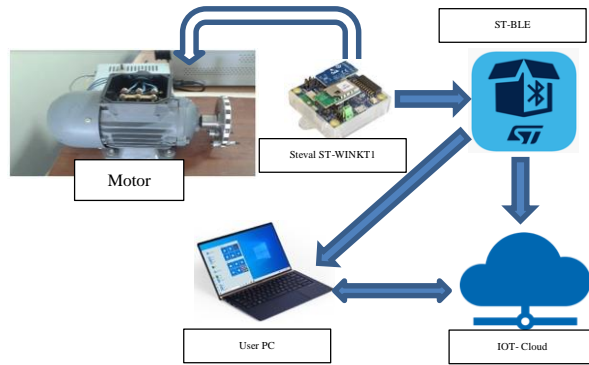 ST-BLE
Steval ST-WINKT1
Motor
User PC
IOT- Cloud